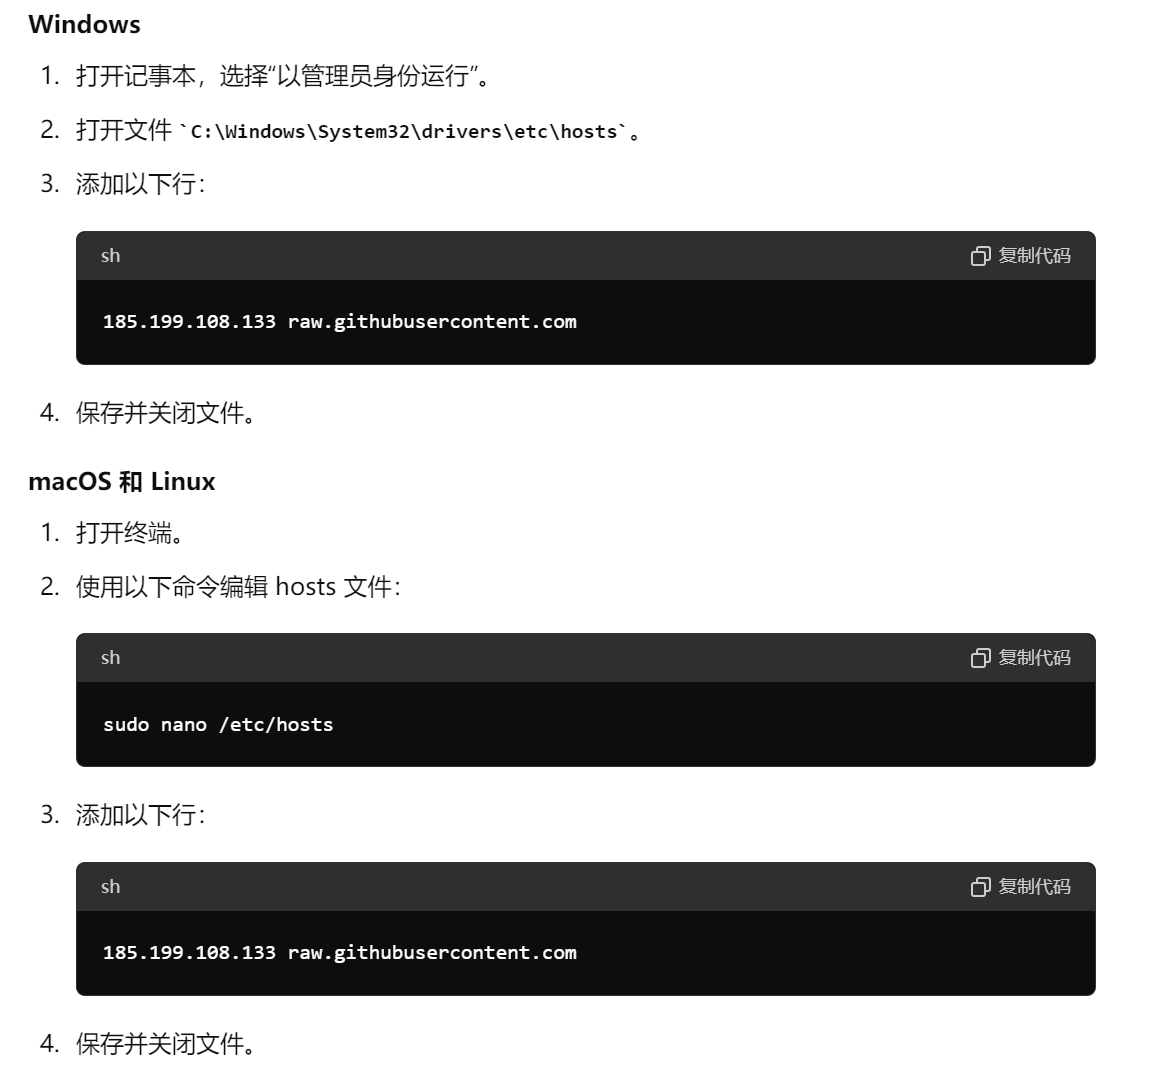 Windows
1. 打开记事本，选择“以管理员身份运行”。
2. 打开文件 `C:\Windows\System32\drivers\etc\hosts`。
3. 添加以下行：
sh 复制代码
185.199.108.133 raw.githubusercontent.com
4. 保存并关闭文件。
macOS 和 Linux
1. 打开终端。
2. 使用以下命令编辑 hosts 文件：
sh 复制代码
sudo nano /etc/hosts
3. 添加以下行：
sh 复制代码
185.199.108.133 raw.githubusercontent.com
4. 保存并关闭文件。